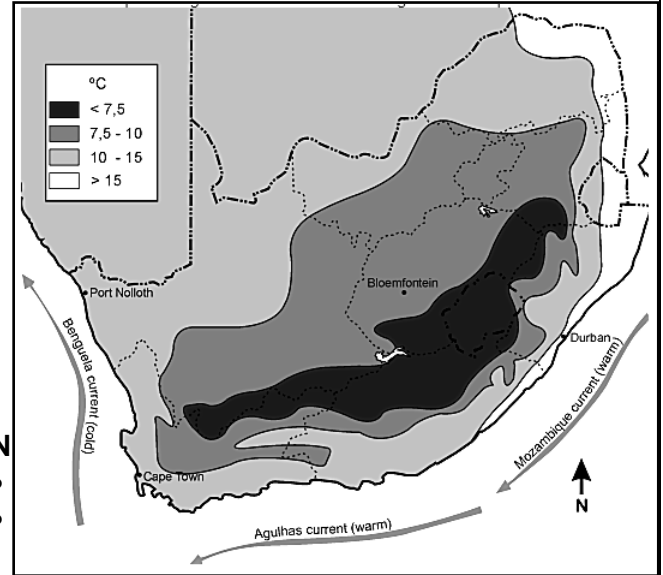 °C
< 7,5
7,5 - 10
10 - 15
> 15
Port Nolloth
Bloemfontein
Durban
Benguela current (cold)
Mozambique current (warm)
N
Cape Town
N
Agulhas current (warm)